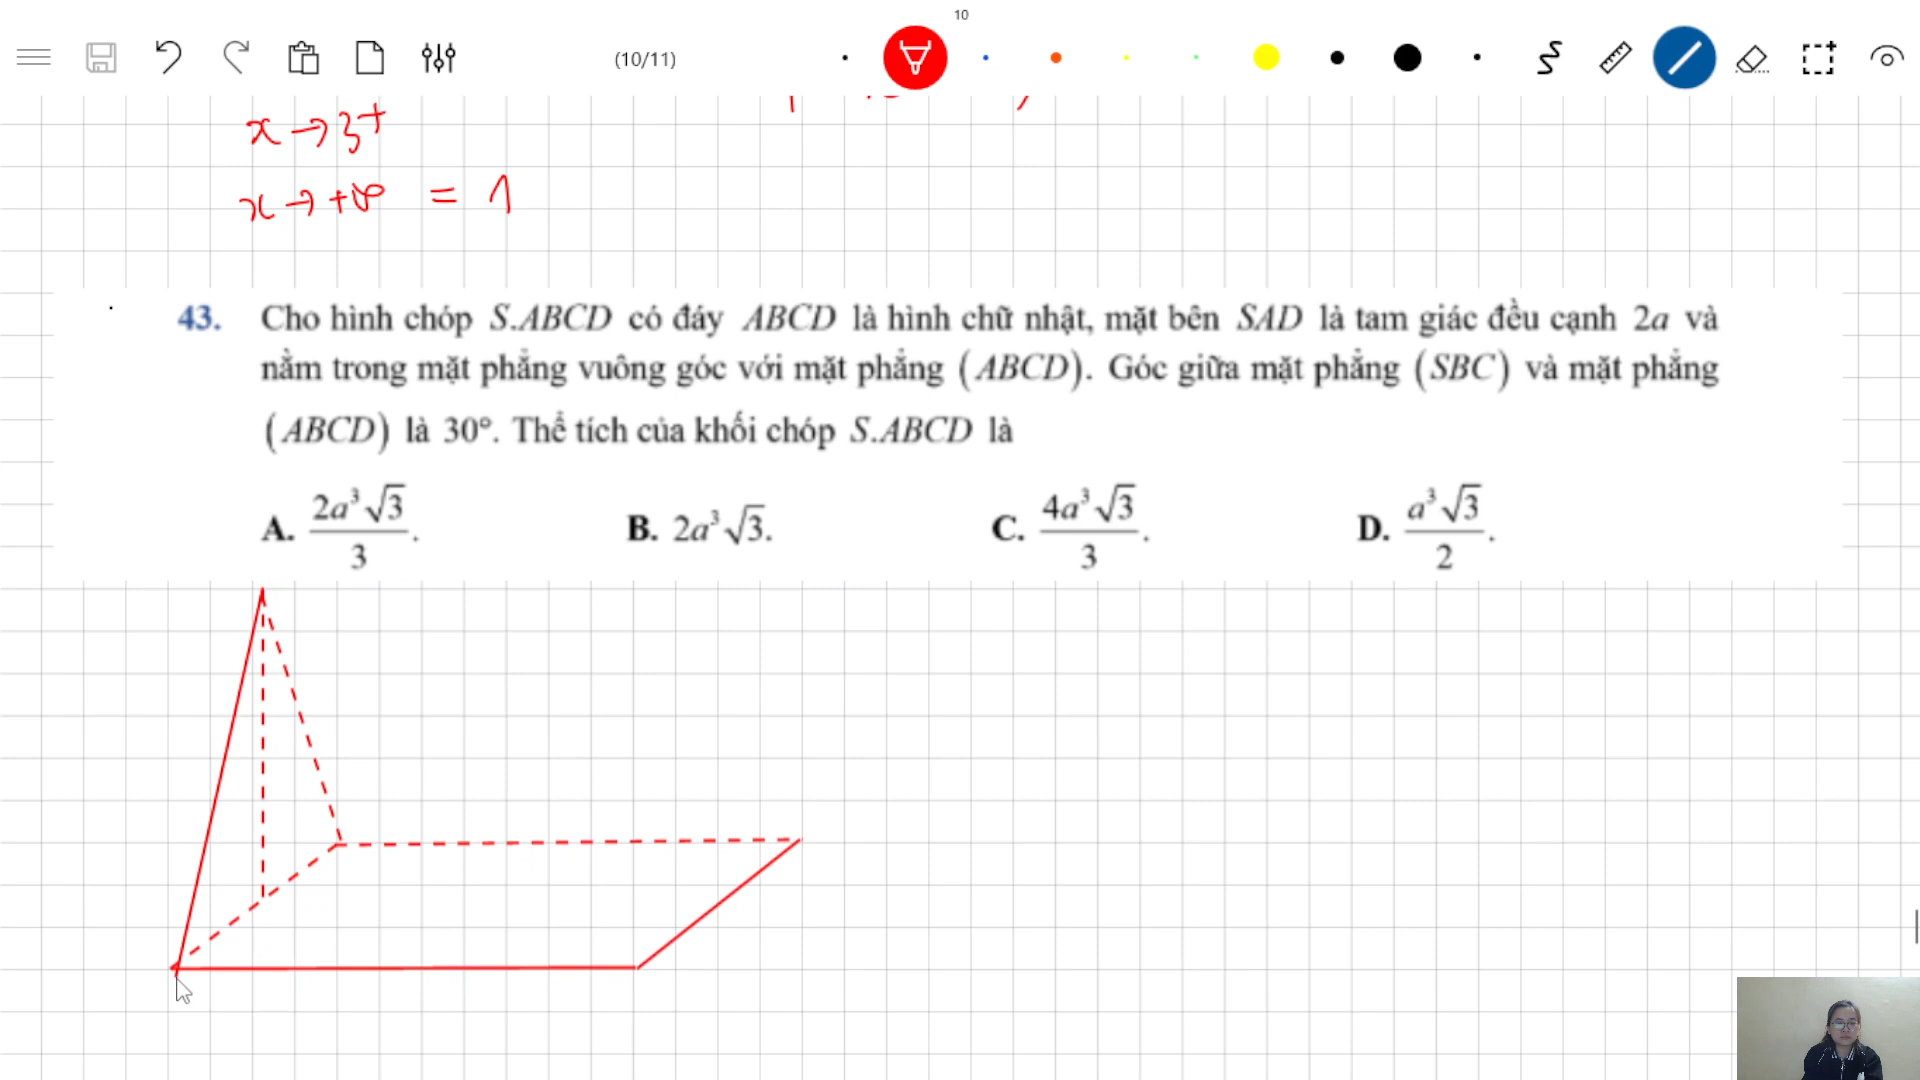 10
(10/11)
x → 3⁺
x → +∞ = 1
43. Cho hình chóp S.ABCD có đáy ABCD là hình chữ nhật, mặt bên SAD là tam giác đều cạnh 2a và
nằm trong mặt phẳng vuông góc với mặt phẳng (ABCD). Góc giữa mặt phẳng (SBC) và mặt phẳng
(ABCD) là 30°. Thể tích của khối chóp S.ABCD là
A. 2a³√3/3. B. 2a³√3. C. 4a³√3/3. D. a³√3/2.